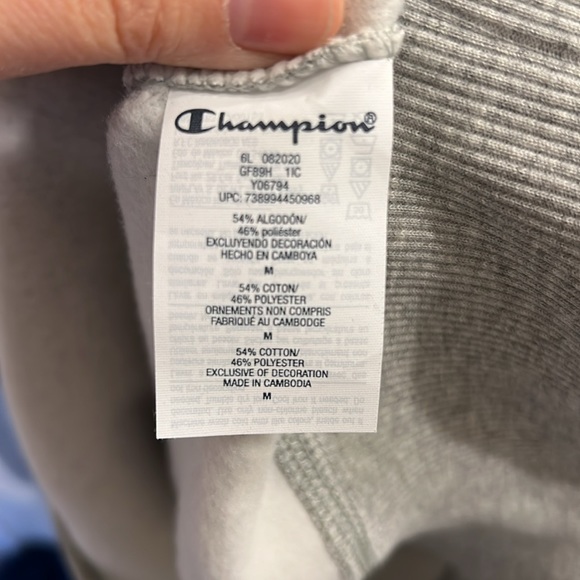 Champion®
6L 082020
GF89H 1IC
Y06794
UPC: 738994450968
54% ALGODÓN/
46% poliéster
EXCLUYENDO DECORACIÓN
HECHO EN CAMBOYA
M
54% COTON/
46% POLYESTER
ORNEMENTS NON COMPRIS
FABRIQUÉ AU CAMBODGE
M
54% COTTON/
46% POLYESTER
EXCLUSIVE OF DECORATION
MADE IN CAMBODIA
M